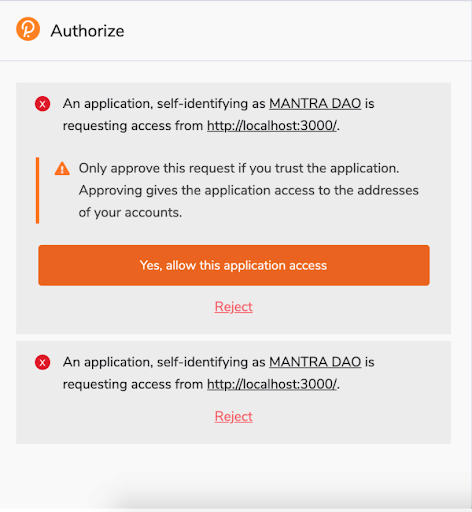 Authorize
An application, self-identifying as MANTRA DAO is
requesting access from http://localhost:3000/.
Only approve this request if you trust the application.
Approving gives the application access to the addresses
of your accounts.
Yes, allow this application access
Reject
An application, self-identifying as MANTRA DAO is
requesting access from http://localhost:3000/.
Reject